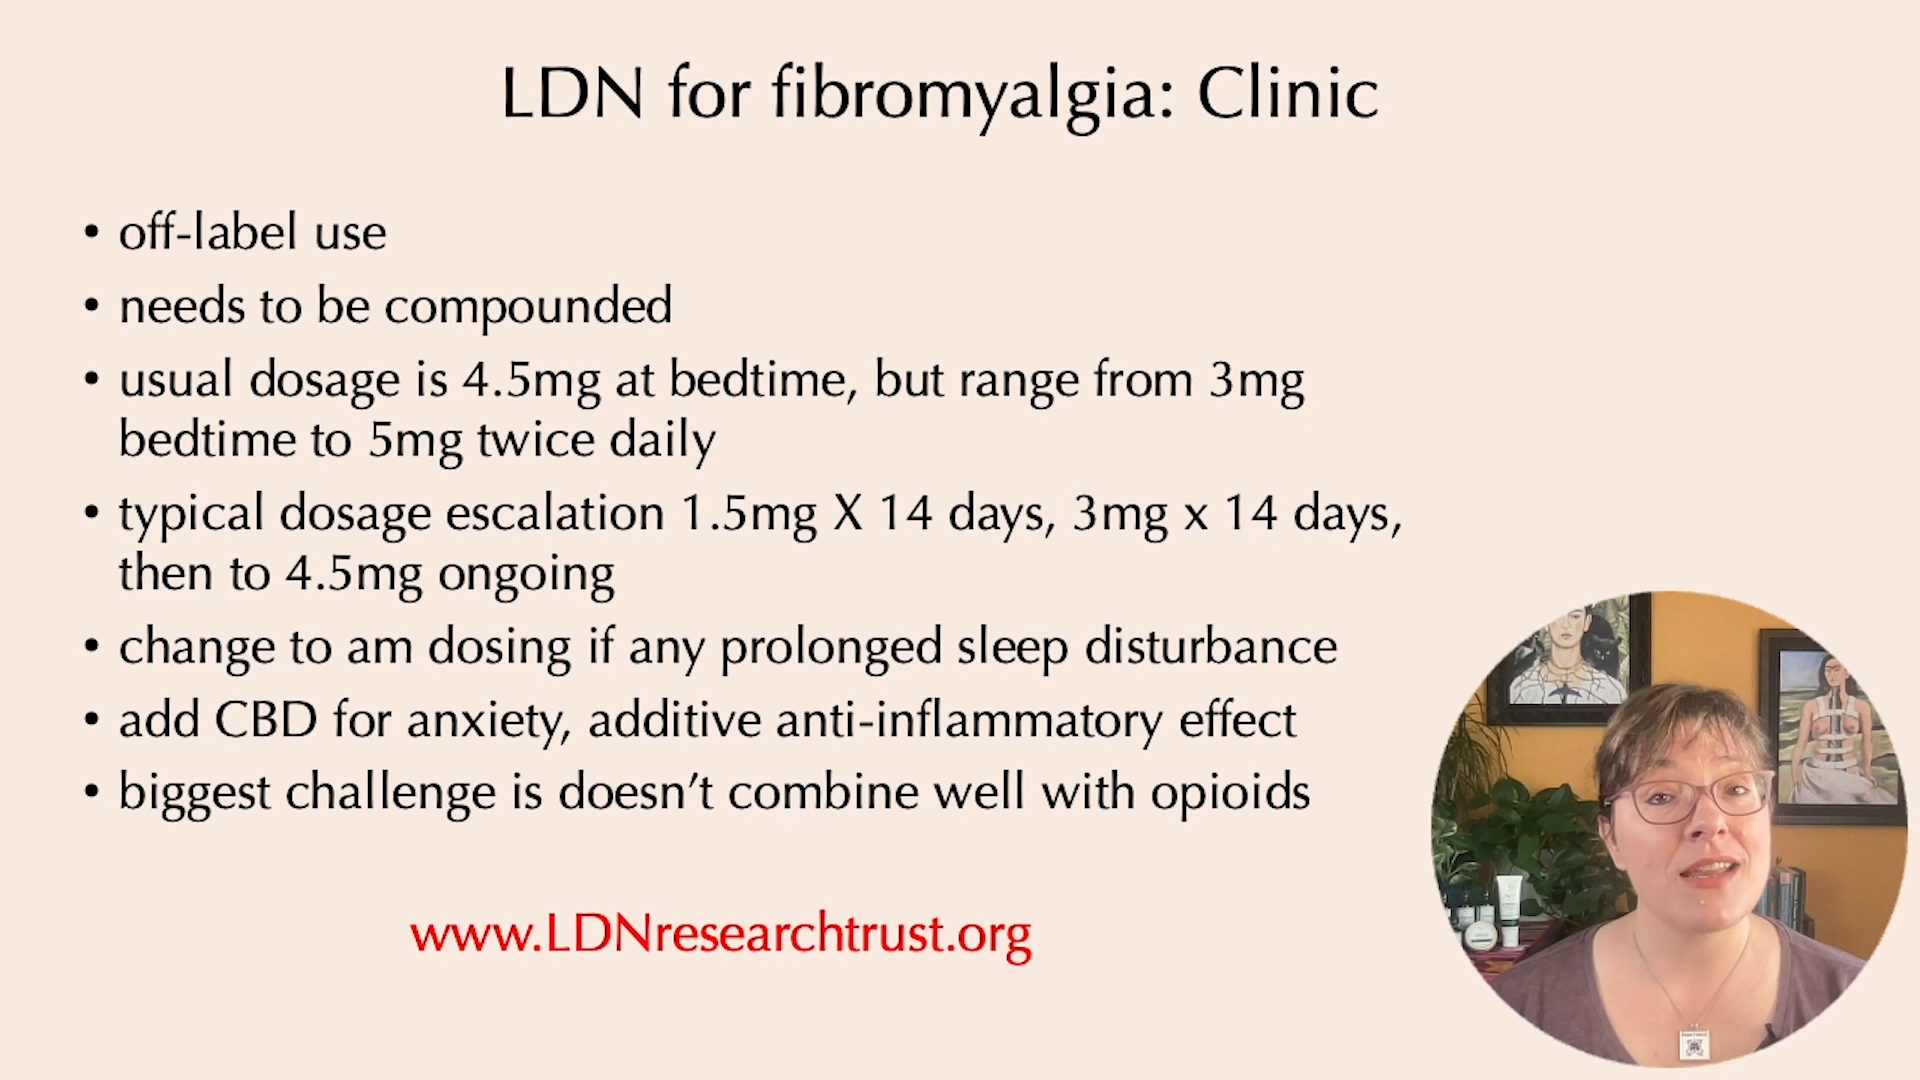 LDN for fibromyalgia: Clinic
• off-label use
• needs to be compounded
• usual dosage is 4.5mg at bedtime, but range from 3mg
bedtime to 5mg twice daily
• typical dosage escalation 1.5mg X 14 days, 3mg x 14 days,
then to 4.5mg ongoing
• change to am dosing if any prolonged sleep disturbance
• add CBD for anxiety, additive anti-inflammatory effect
• biggest challenge is doesn’t combine well with opioids
www.LDNresearchtrust.org